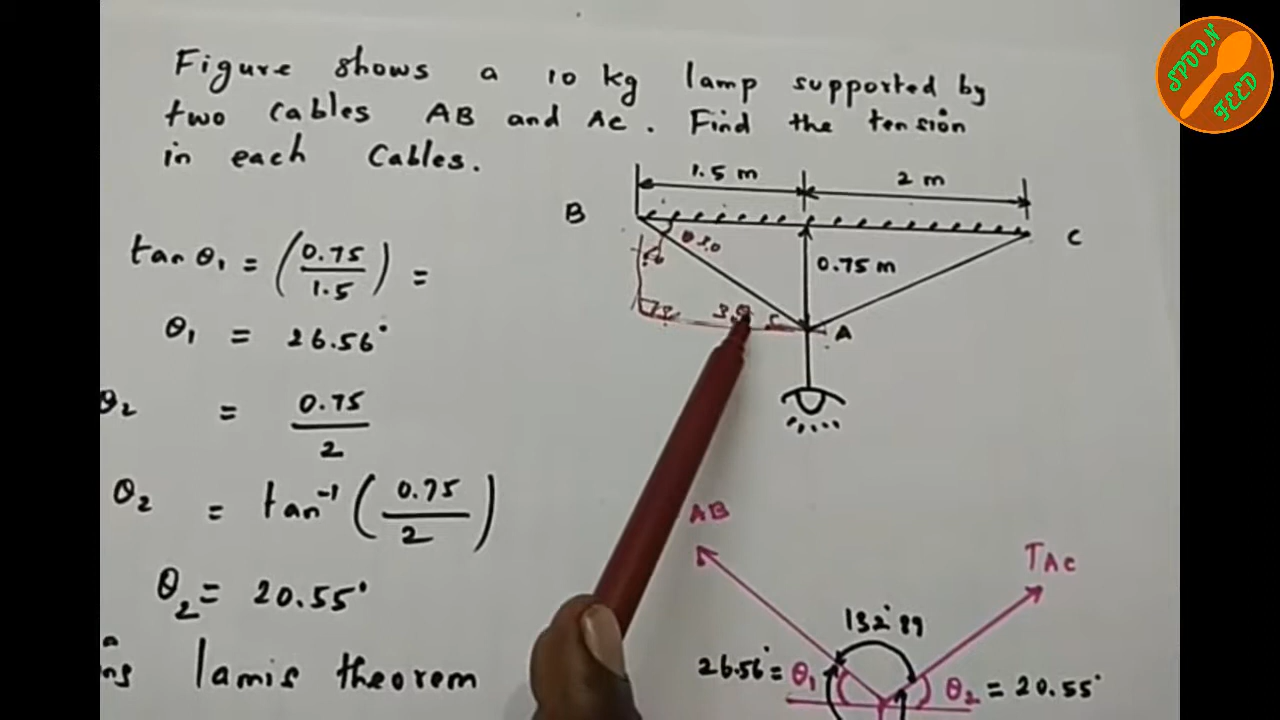 Figure shows a 10 kg lamp supported by
two cables AB and AC. Find the tension
in each Cables.
1.5 m
2 m
B
C
0.75 m
A
tan θ₁ = (0.75/1.5) =
θ₁ = 26.56°
θ₂ = 0.75/2
θ₂ = tan⁻¹ (0.75/2)
θ₂ = 20.55°
lamis theorem
AB
TAC
132°89
26.56° = θ₁
θ₂ = 20.55°
SPOON
FEED